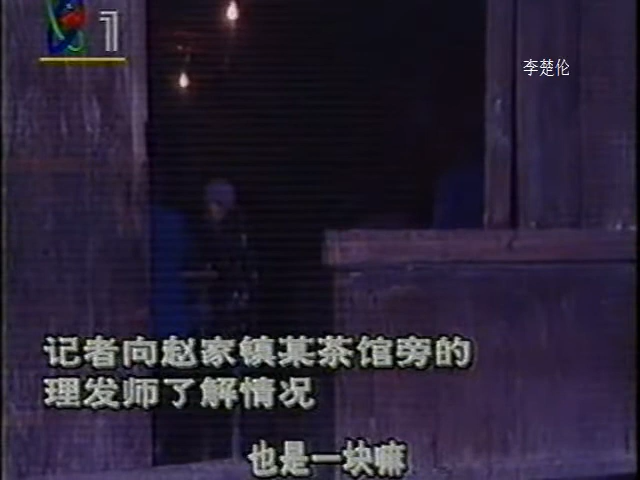 1
李楚伦
记者向赵家镇某茶馆旁的
理发师了解情况
也是一块嘛